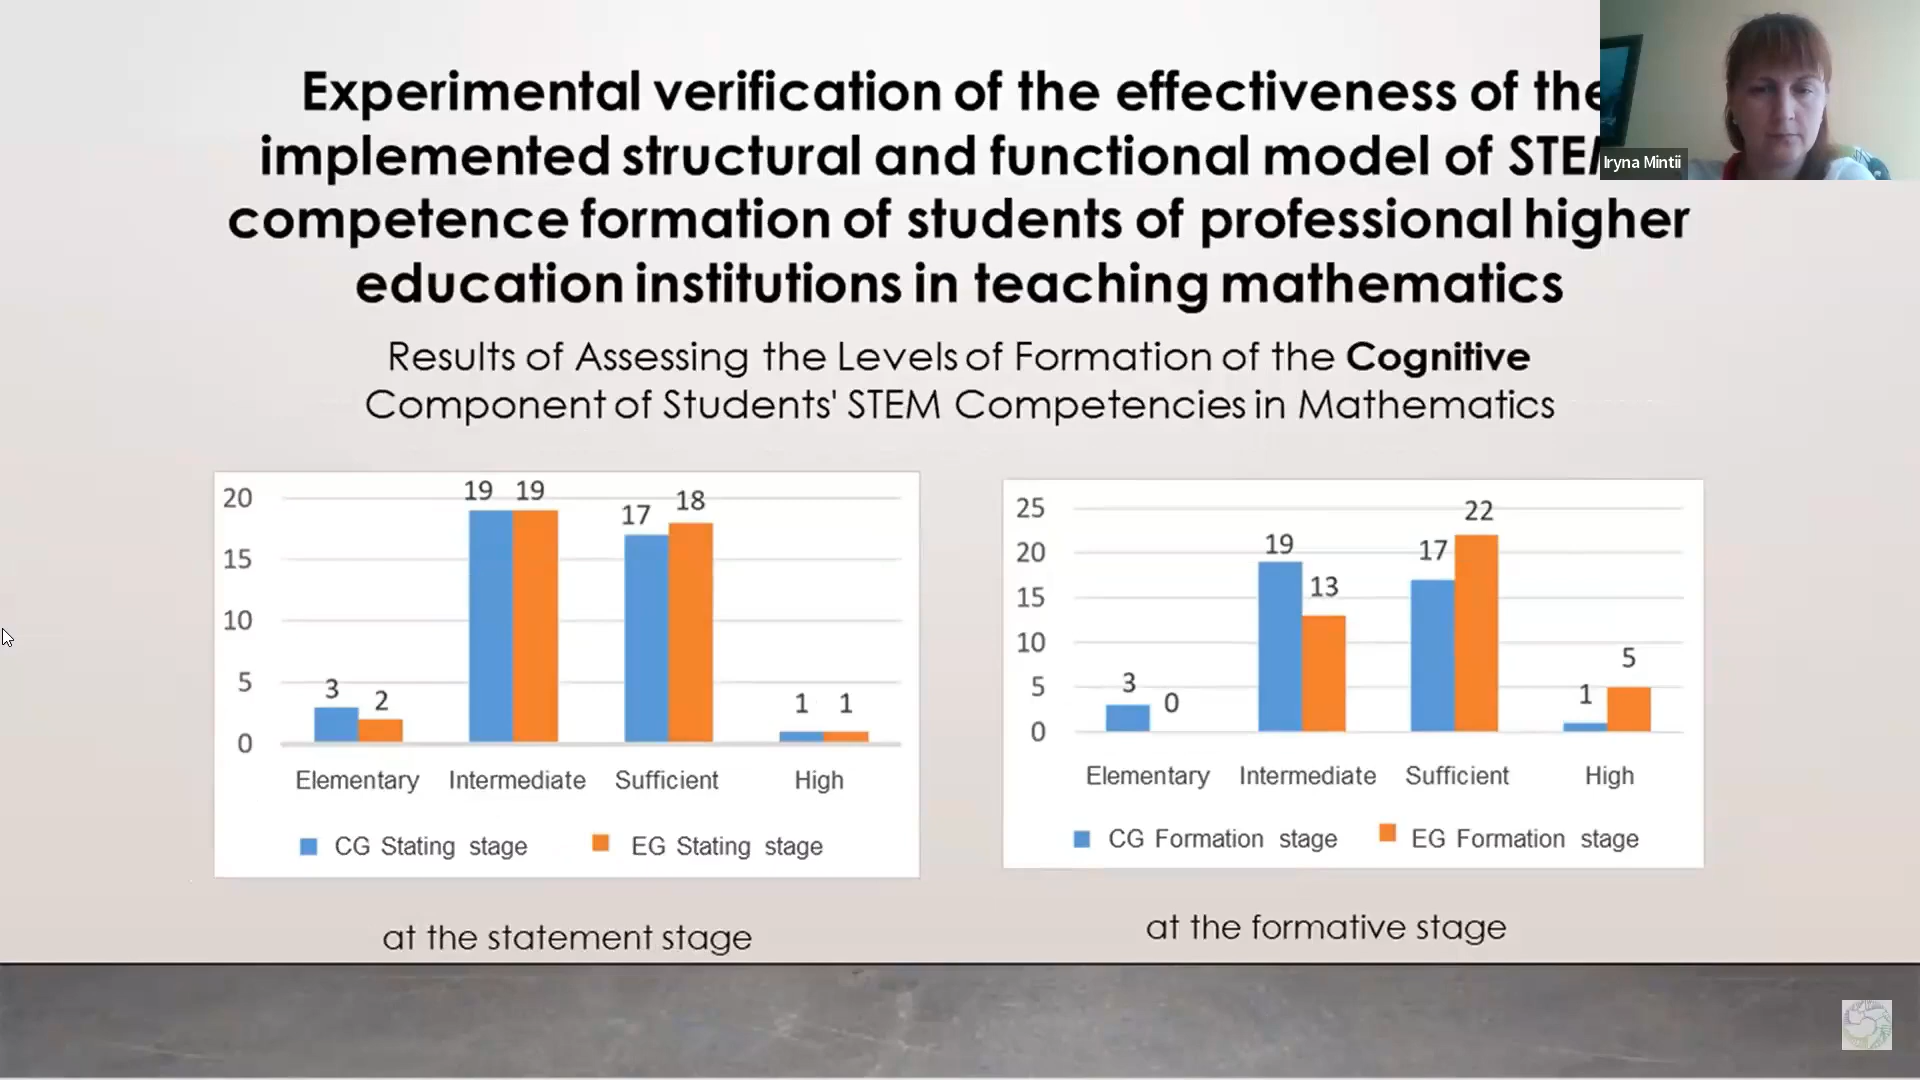 Experimental verification of the effectiveness of the
implemented structural and functional model of STEM
competence formation of students of professional higher
education institutions in teaching mathematics
Iryna Mintii
Results of Assessing the Levels of Formation of the Cognitive
Component of Students' STEM Competencies in Mathematics
20
15
10
5
0
19 19
17 18
3 2
1 1
Elementary Intermediate Sufficient High
CG Stating stage EG Stating stage
at the statement stage
25
20
15
10
5
0
22
19 17
13
5
3 0 1
Elementary Intermediate Sufficient High
CG Formation stage EG Formation stage
at the formative stage